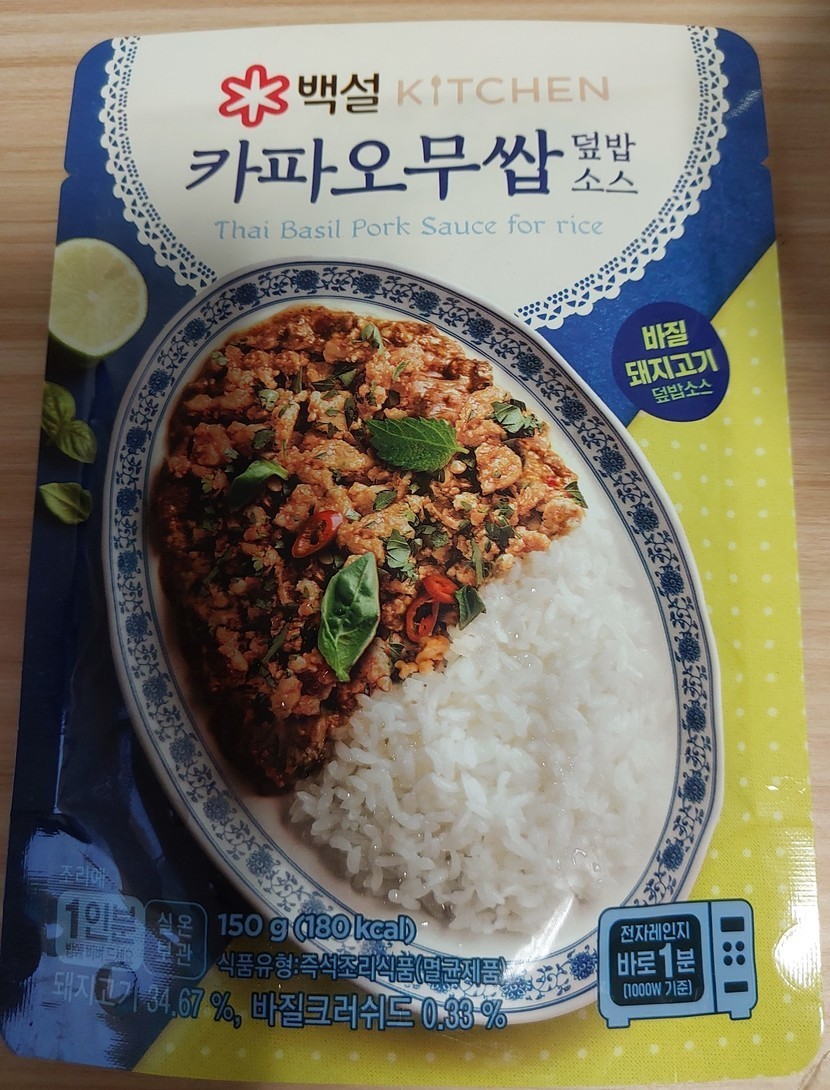 백설 KITCHEN
카파오무쌉 덮밥
소스
Thai Basil Pork Sauce for rice
바질
돼지고기
덮밥소스
조리예
1인분
실온
보관
150 g (180 kcal)
식품유형:즉석조리식품(멸균제품)
돼지고기 34.67 %, 바질크러쉬드 0.33 %
전자레인지
바로 1분
(1000W 기준)